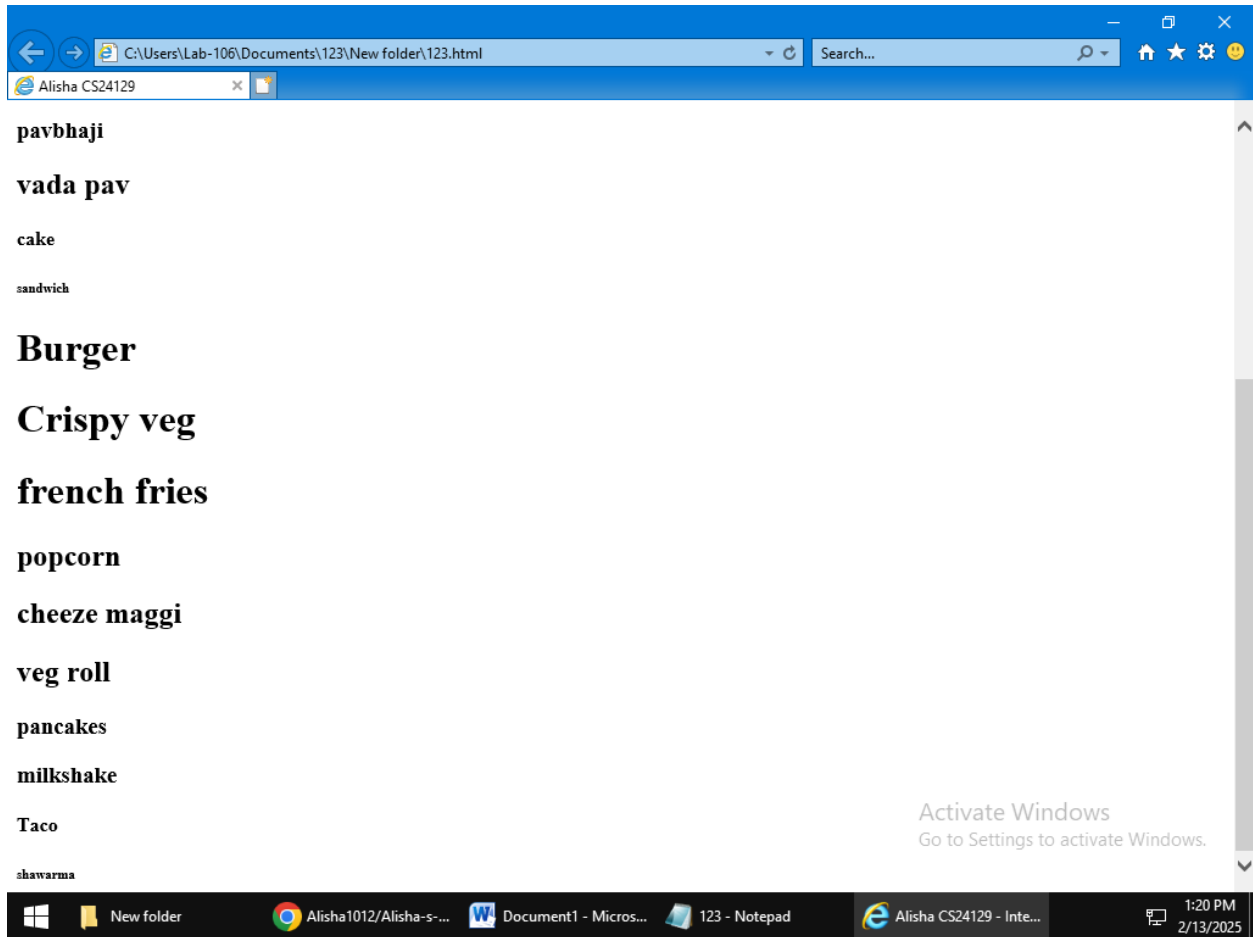 C:\Users\Lab-106\Documents\123\New folder\123.html
Search...
Alisha CS24129
pavbhaji
vada pav
cake
sandwich
Burger
Crispy veg
french fries
popcorn
cheeze maggi
veg roll
pancakes
milkshake
Taco
shawarma
Activate Windows
Go to Settings to activate Windows.
New folder
Alisha1012/Alisha-s-...
Document1 - Micros...
123 - Notepad
Alisha CS24129 - Inte...
1:20 PM
2/13/2025